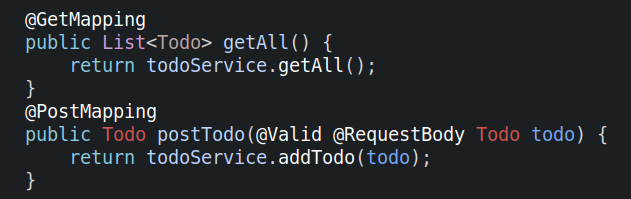 @GetMapping
public List<Todo> getAll() {
    return todoService.getAll();
}
@PostMapping
public Todo postTodo(@Valid @RequestBody Todo todo) {
    return todoService.addTodo(todo);
}